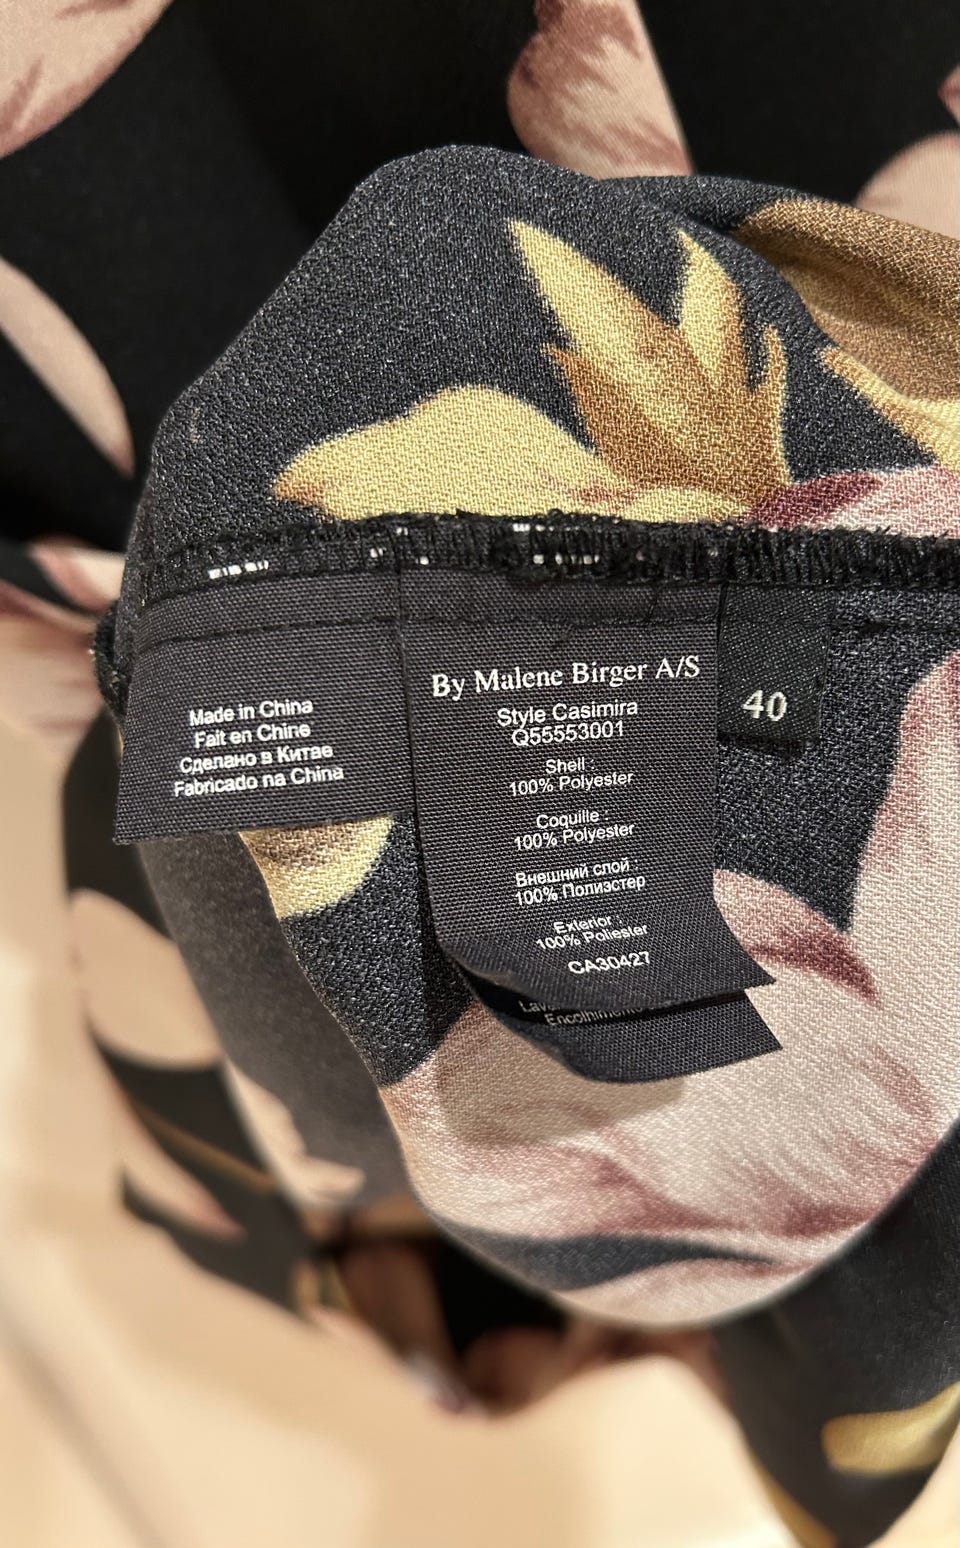 Made in China
Fait en Chine
Сделано в Китве
Fabricado na China
By Malene Birger A/S
Style Casimira
Q55553001
Shell :
100% Polyester
Coquille :
100% Polyester
Внешний слой :
100% Полиэстер
Exterior :
100% Poliester
CA30427
40